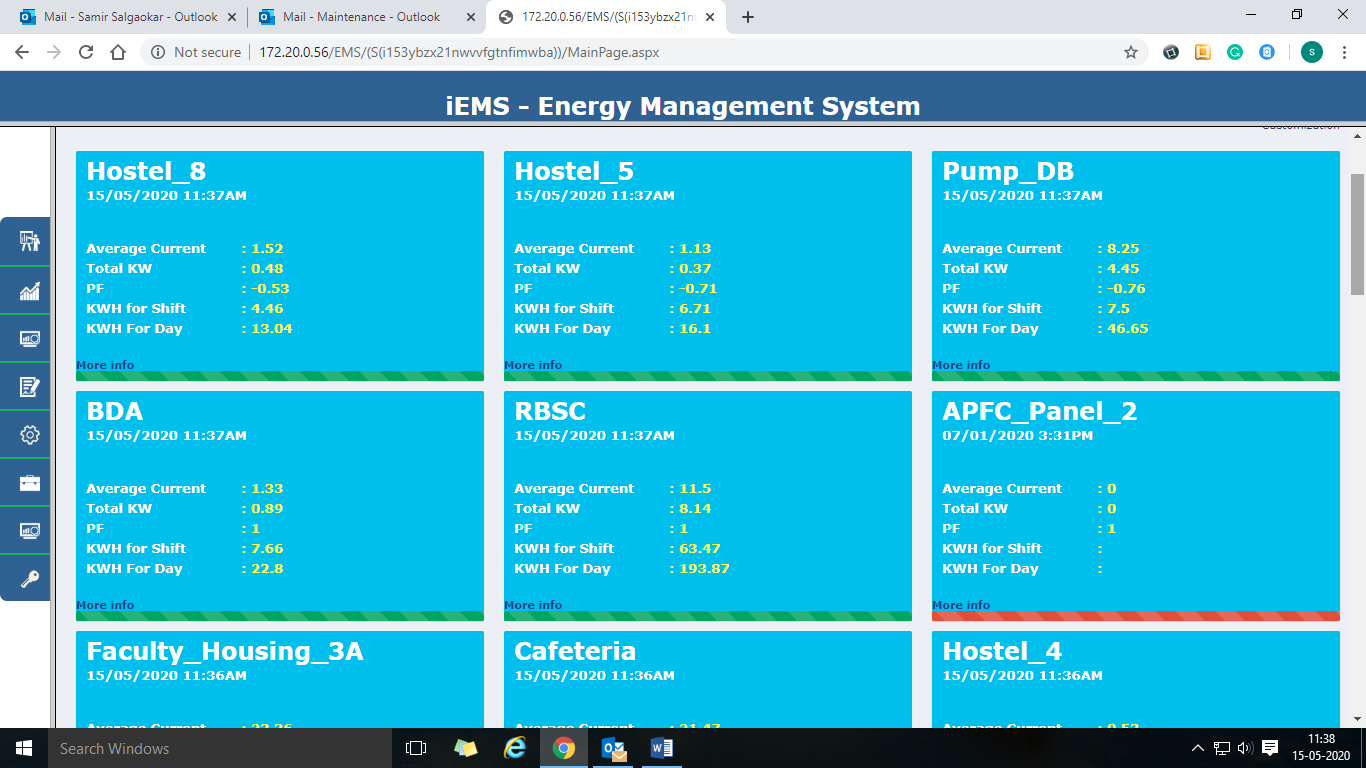 Mail - Samir Salgaokar - Outlook
Mail - Maintenance - Outlook
172.20.0.56/EMS/(S(i153ybzx21nw
Not secure
172.20.0.56/EMS/(S(i153ybzx21nwvvfgtnfimwba))/MainPage.aspx
S
iEMS - Energy Management System
Customization
Hostel_8
15/05/2020 11:37AM
Average Current : 1.52
Total KW : 0.48
PF : -0.53
KWH for Shift : 4.46
KWH For Day : 13.04
More info
Hostel_5
15/05/2020 11:37AM
Average Current : 1.13
Total KW : 0.37
PF : -0.71
KWH for Shift : 6.71
KWH For Day : 16.1
More info
Pump_DB
15/05/2020 11:37AM
Average Current : 8.25
Total KW : 4.45
PF : -0.76
KWH for Shift : 7.5
KWH For Day : 46.65
More info
BDA
15/05/2020 11:37AM
Average Current : 1.33
Total KW : 0.89
PF : 1
KWH for Shift : 7.66
KWH For Day : 22.8
More info
RBSC
15/05/2020 11:37AM
Average Current : 11.5
Total KW : 8.14
PF : 1
KWH for Shift : 63.47
KWH For Day : 193.87
More info
APFC_Panel_2
07/01/2020 3:31PM
Average Current : 0
Total KW : 0
PF : 1
KWH for Shift :
KWH For Day :
More info
Faculty_Housing_3A
15/05/2020 11:36AM
Average Current
Cafeteria
15/05/2020 11:36AM
Average Current
Hostel_4
15/05/2020 11:36AM
Average Current
Search Windows
11:38
15-05-2020